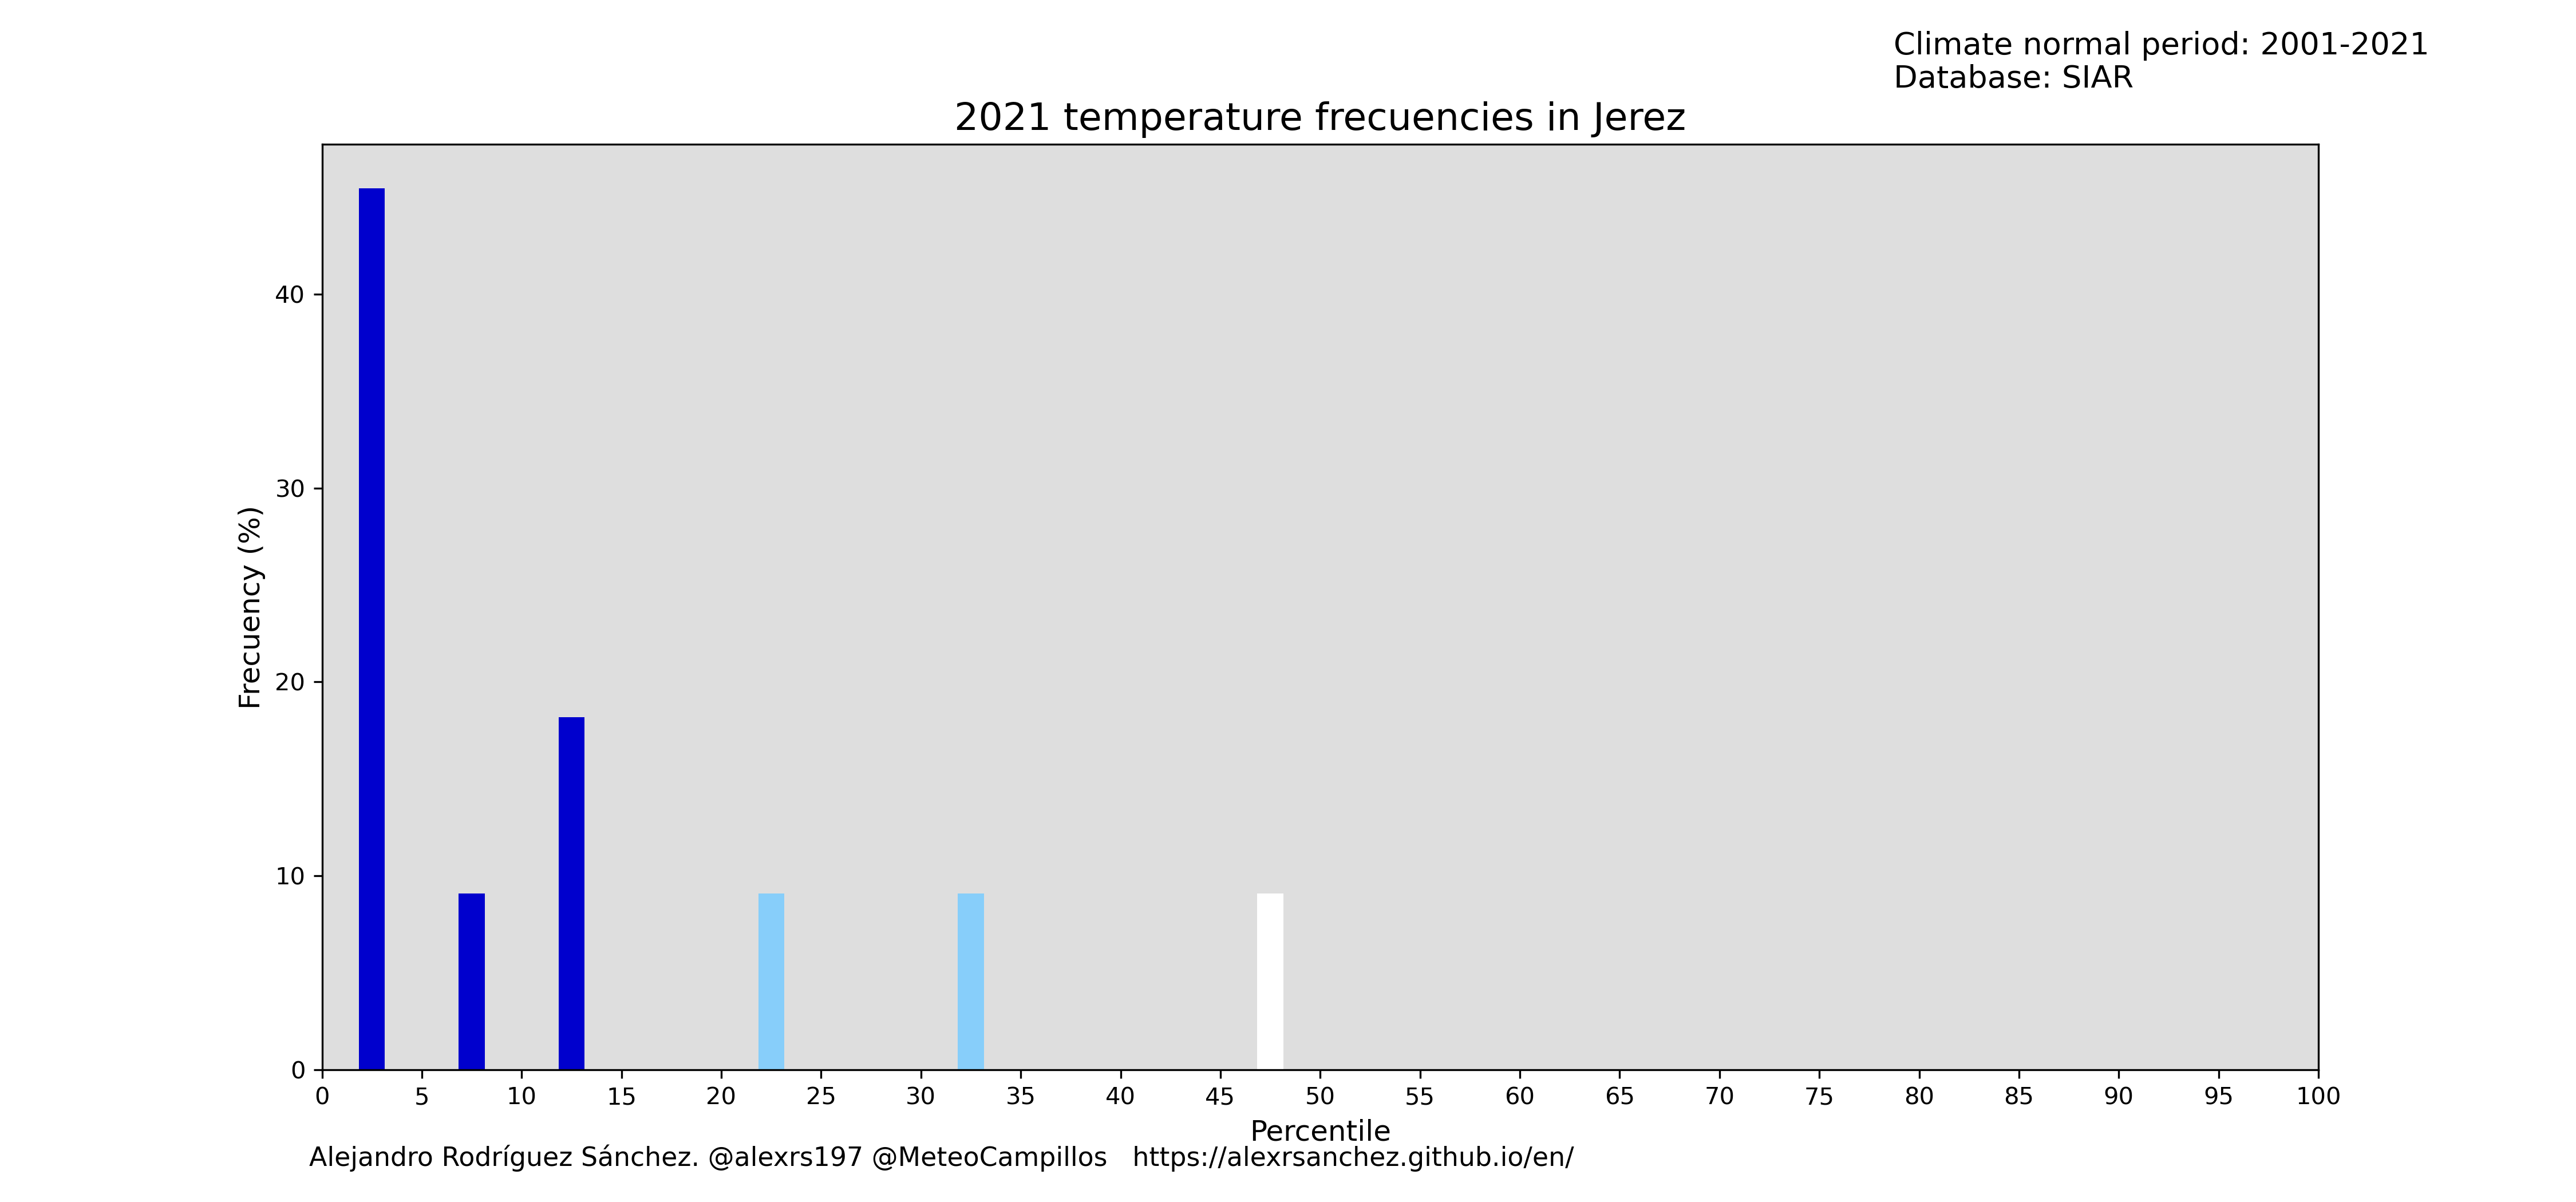 Climate normal period: 2001-2021
Database: SIAR
2021 temperature frecuencies in Jerez
Frecuency (%)
40
30
20
10
0
0 5 10 15 20 25 30 35 40 45 50 55 60 65 70 75 80 85 90 95 100
Percentile
Alejandro Rodríguez Sánchez. @alexrs197 @MeteoCampillos https://alexrsanchez.github.io/en/